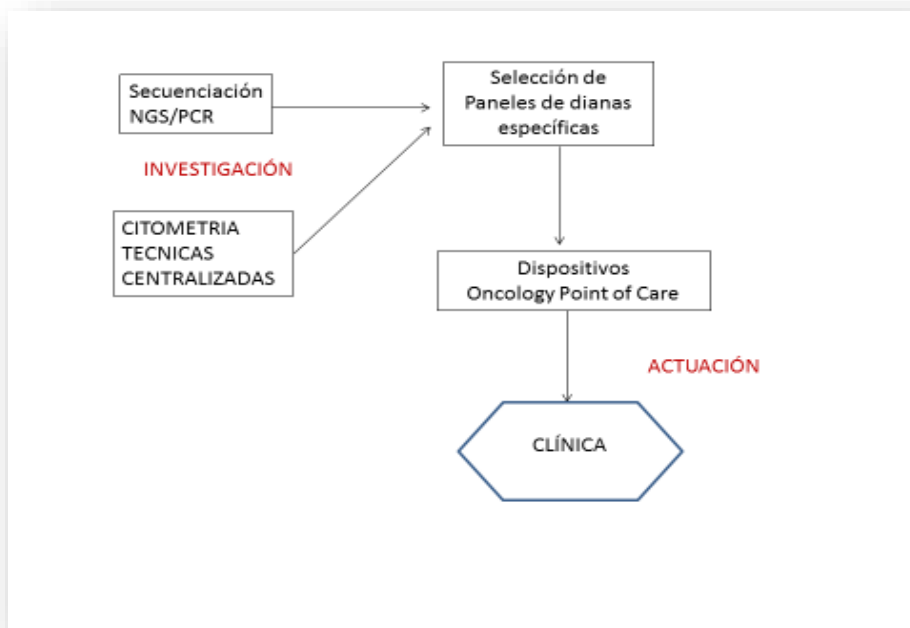 Secuenciación
NGS/PCR
Selección de
Paneles de dianas
específicas
INVESTIGACIÓN
CITOMETRIA
TECNICAS
CENTRALIZADAS
Dispositivos
Oncology Point of Care
ACTUACIÓN
CLÍNICA